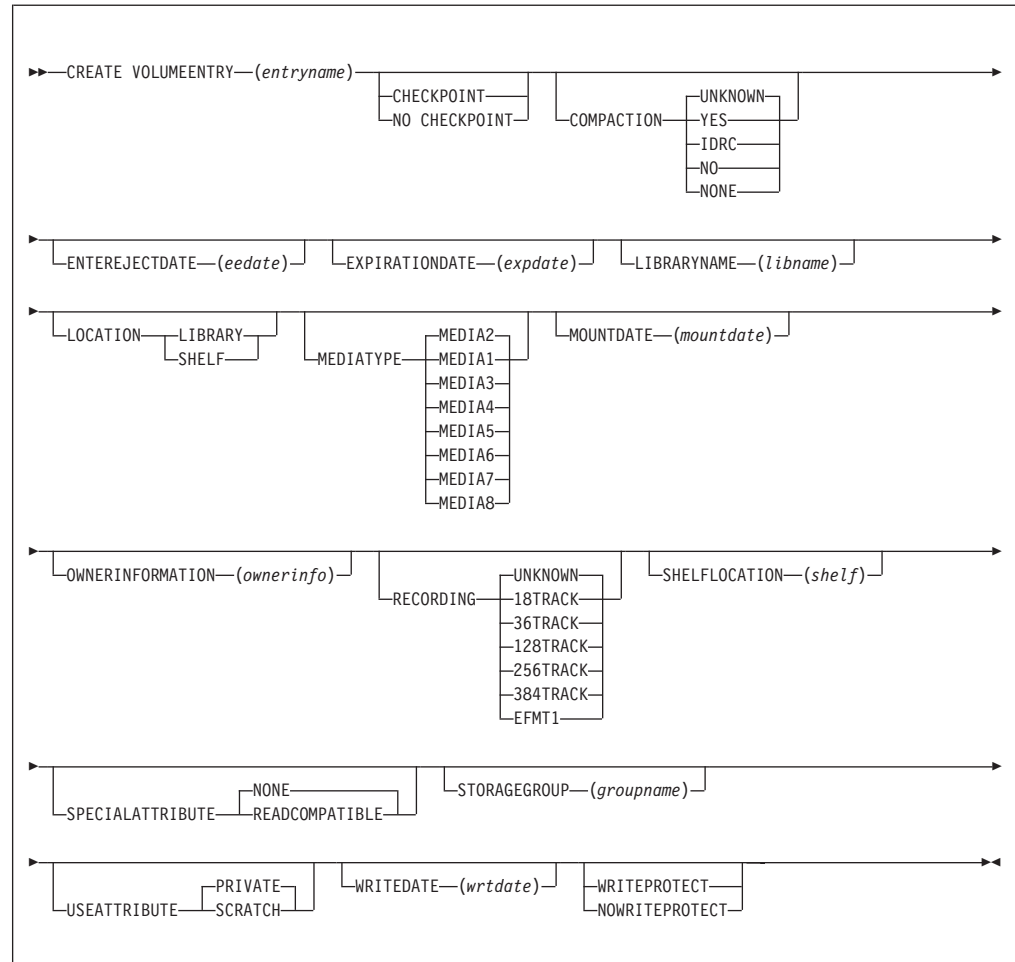 CREATE VOLUMEENTRY (entryname)
CHECKPOINT
NO CHECKPOINT
COMPACTION
UNKNOWN
YES
IDRC
NO
NONE
ENTEREJECTDATE (eedate)
EXPIRATIONDATE (expdate)
LIBRARYNAME (libname)
LOCATION
LIBRARY
SHELF
MEDIATYPE
MEDIA2
MEDIA1
MEDIA3
MEDIA4
MEDIA5
MEDIA6
MEDIA7
MEDIA8
MOUNTDATE (mountdate)
OWNERINFORMATION (ownerinfo)
RECORDING
UNKNOWN
18TRACK
36TRACK
128TRACK
256TRACK
384TRACK
EFMT1
SHELFLOCATION (shelf)
SPECIALATTRIBUTE
NONE
READCOMPATIBLE
STORAGEGROUP (groupname)
USEATTRIBUTE
PRIVATE
SCRATCH
WRITEDATE (wrtdate)
WRITEPROTECT
NOWRITEPROTECT